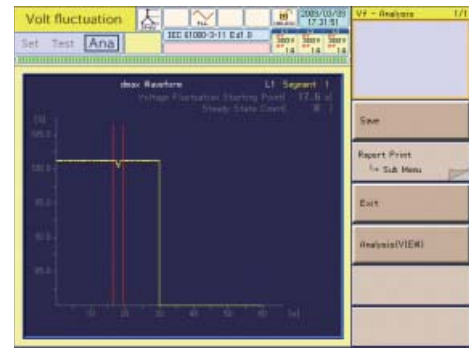 Volt fluctuation
2009/03/09
17:31:51
Vf - Analysis 1/1
Set Test Ana
IEC 61000-3-11 Ed1.0
dmax Waveform L1 Segment 1
Voltage Fluctuation Starting Point 17.6 s
Steady State Count
[%]
105.0
100.0
95.0
90.0
85.0
10 20 30 40 50 60 [s]
Save
Report Print
Sub Menu
Exit
Analysis(VIEW)